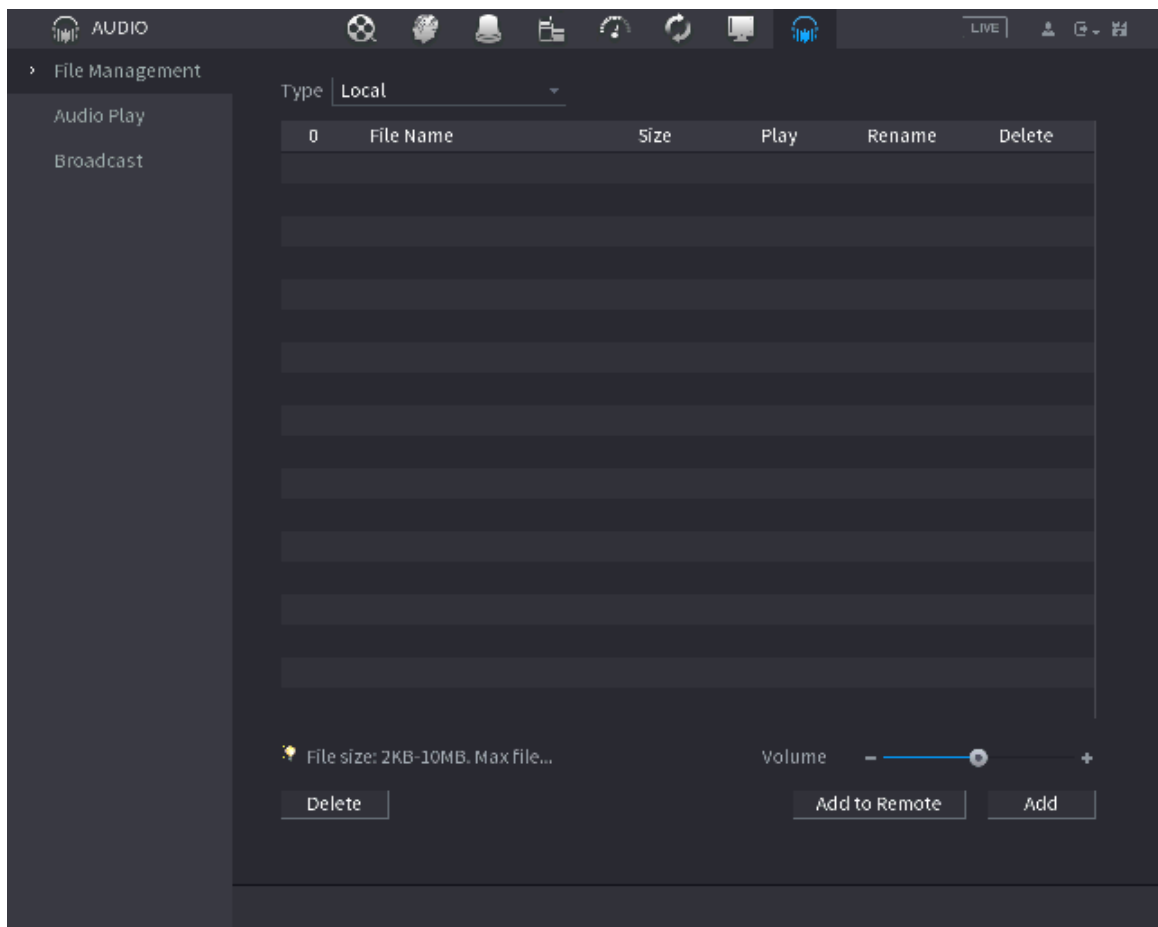 AUDIO
LIVE
File Management
Audio Play
Broadcast
Type Local
0 File Name Size Play Rename Delete
File size: 2KB-10MB. Max file...
Volume - +
Delete
Add to Remote
Add